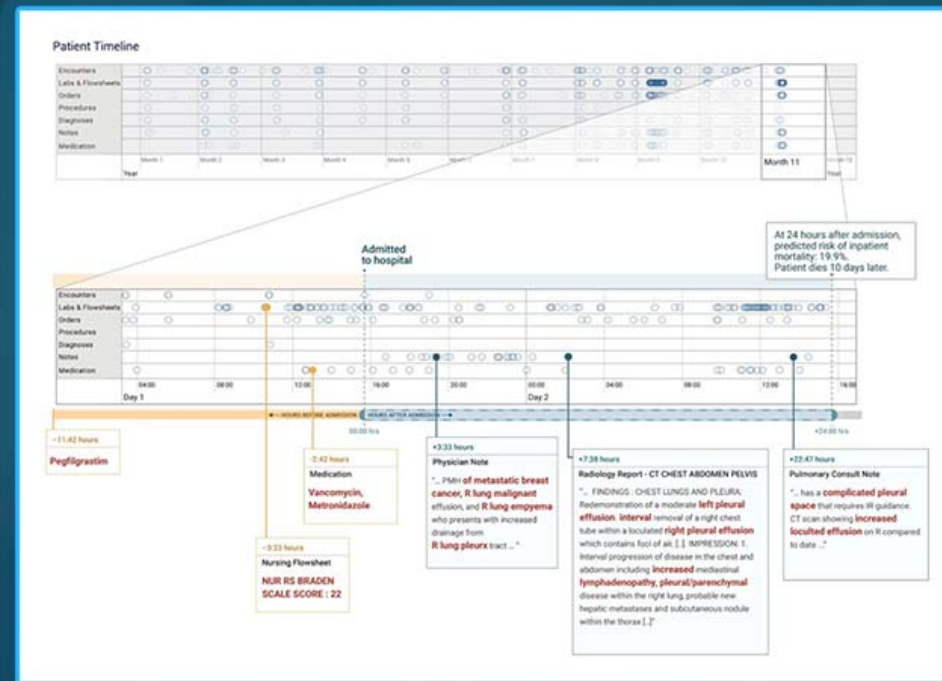 Patient Timeline
Encounters
Labs & Flowsheets
Orders
Procedures
Diagnoses
Notes
Medication
Month 1
Month 2
Month 3
Month 4
Month 5
Month 7
Month 11
Year
Year
At 24 hours after admission,
predicted risk of inpatient
mortality: 19.9%.
Patient dies 10 days later.
Admitted
to hospital
Encounters
Labs & Flowsheets
Orders
Procedures
Diagnoses
Notes
Medication
04:00 08:00 12:00 16:00 20:00 00:00 04:00 08:00 12:00 16:00
Day 1 Day 2
HOURS BEFORE ADMISSION HOURS AFTER ADMISSION
00:00 hrs +24:00 hrs
-11:42 hours
Pegfilgrastim
-2:42 hours
Medication
Vancomycin,
Metronidazole
-3:33 hours
Nursing Flowsheet
NUR RS BRADEN
SCALE SCORE : 22
+3:33 hours
Physician Note
"... PMH of metastatic breast
cancer, R lung malignant
effusion, and R lung empyema
who presents with increased
drainage from
R lung pleurx tract ... "
+7:38 hours
Radiology Report - CT CHEST ABDOMEN PELVIS
"... FINDINGS : CHEST LUNGS AND PLEURA:
Redemonstration of a moderate left pleural
effusion. interval removal of a right chest
tube within a loculated right pleural effusion
which contains foci of air. [..]. IMPRESSION: 1.
Interval progression of disease in the chest and
abdomen including increased mediastinal
lymphadenopathy, pleural/parenchymal
disease within the right lung, probable new
hepatic metastases and subcutaneous nodule
within the thorax [..]"
+22:47 hours
Pulmonary Consult Note
"... has a complicated pleural
space that requires IR guidance.
CT scan showing increased
loculted effusion on R compared
to date ..."